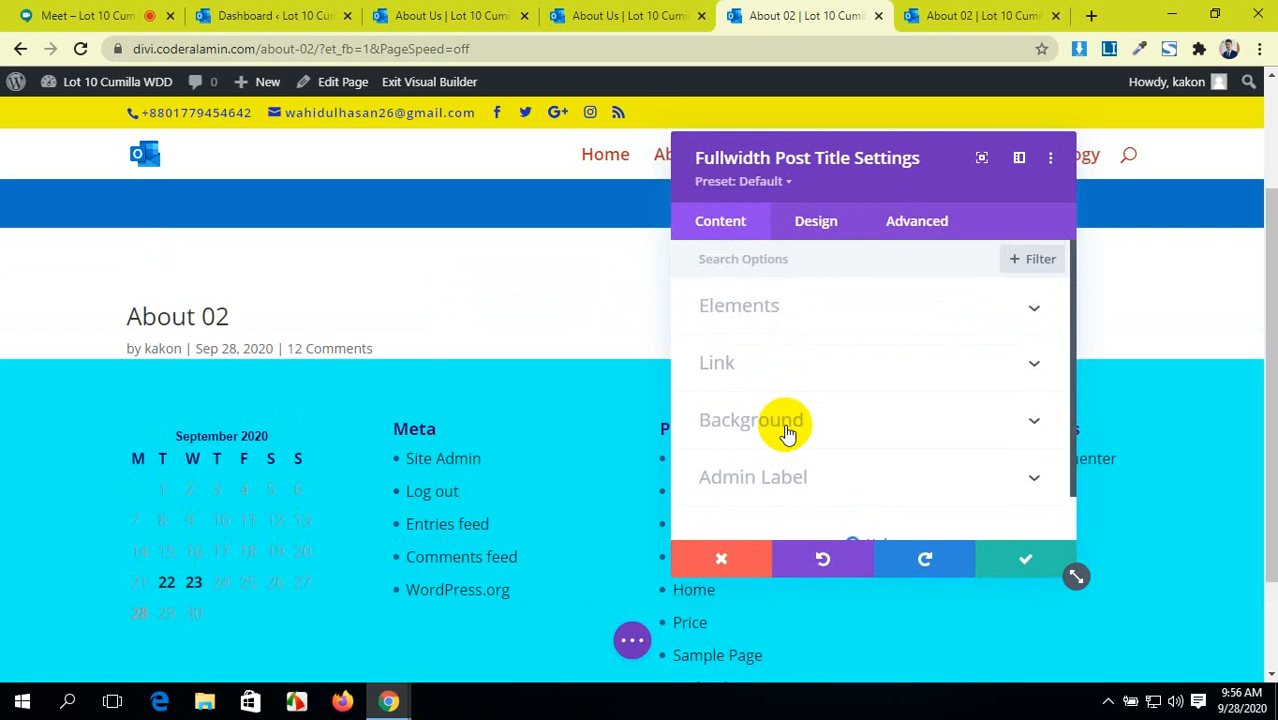 Meet – Lot 10 Cumilla
Dashboard ‹ Lot 10 Cu
About Us | Lot 10 Cumi
About Us | Lot 10 Cumi
About 02 | Lot 10 Cumil
About 02 | Lot 10 Cumil
divi.coderalamin.com/about-02/?et_fb=1&PageSpeed=off
Lot 10 Cumilla WDD
0
New
Edit Page
Exit Visual Builder
Howdy, kakon
+8801779454642
wahidulhasan26@gmail.com
Home
Fullwidth Post Title Settings
Preset: Default
Content
Design
Advanced
Search Options
+ Filter
Elements
Link
Background
Admin Label
About 02
by kakon | Sep 28, 2020 | 12 Comments
September 2020
M T W T F S S
1 2 3 4 5 6
7 8 9 10 11 12 13
14 15 16 17 18 19 20
21 22 23 24 25 26 27
28 29 30
Meta
Site Admin
Log out
Entries feed
Comments feed
WordPress.org
Home
Price
Sample Page
9:56 AM
9/28/2020